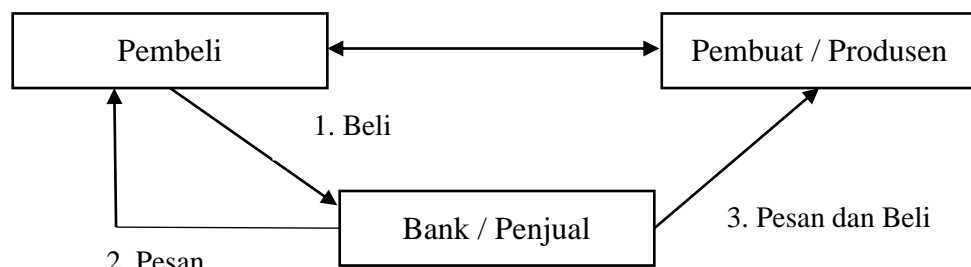 Pembeli
Pembuat / Produsen
1. Beli
Bank / Penjual
3. Pesan dan Beli
2. Pesan